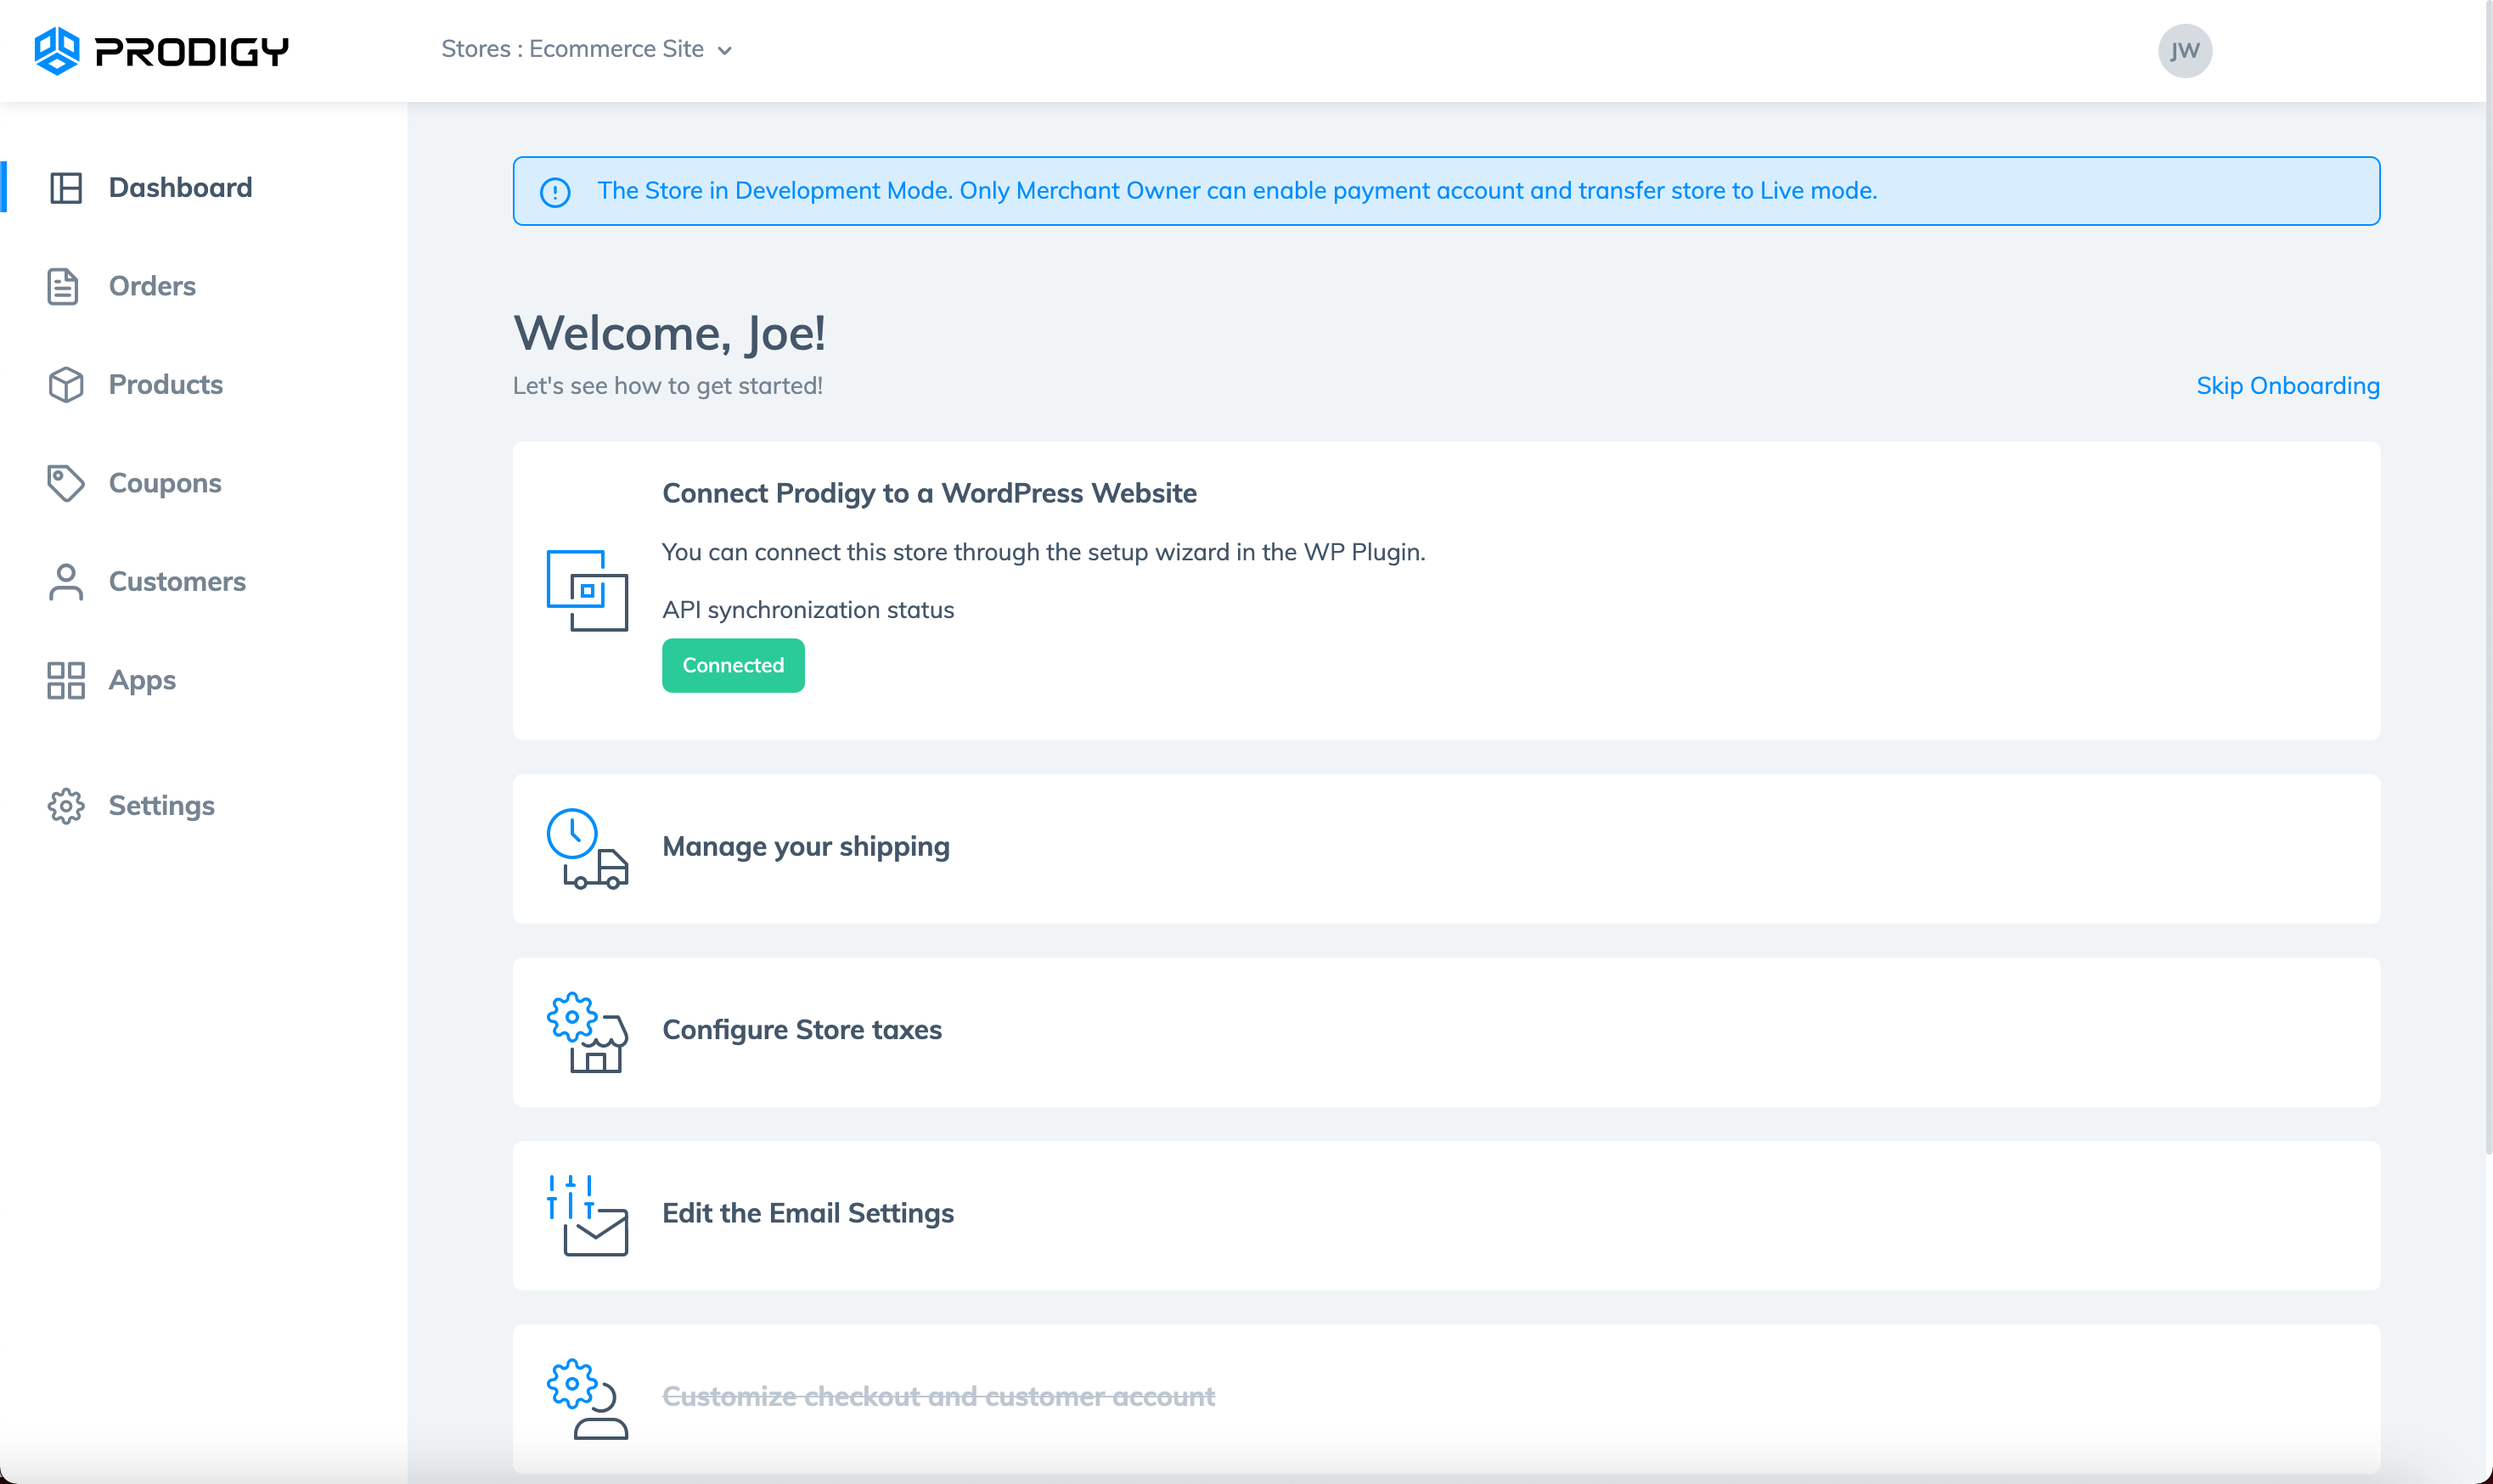 PRODIGY
Stores : Ecommerce Site
JW
Dashboard
Orders
Products
Coupons
Customers
Apps
Settings
The Store in Development Mode. Only Merchant Owner can enable payment account and transfer store to Live mode.
Welcome, Joe!
Let's see how to get started!
Skip Onboarding
Connect Prodigy to a WordPress Website
You can connect this store through the setup wizard in the WP Plugin.
API synchronization status
Connected
Manage your shipping
Configure Store taxes
Edit the Email Settings
Customize checkout and customer account